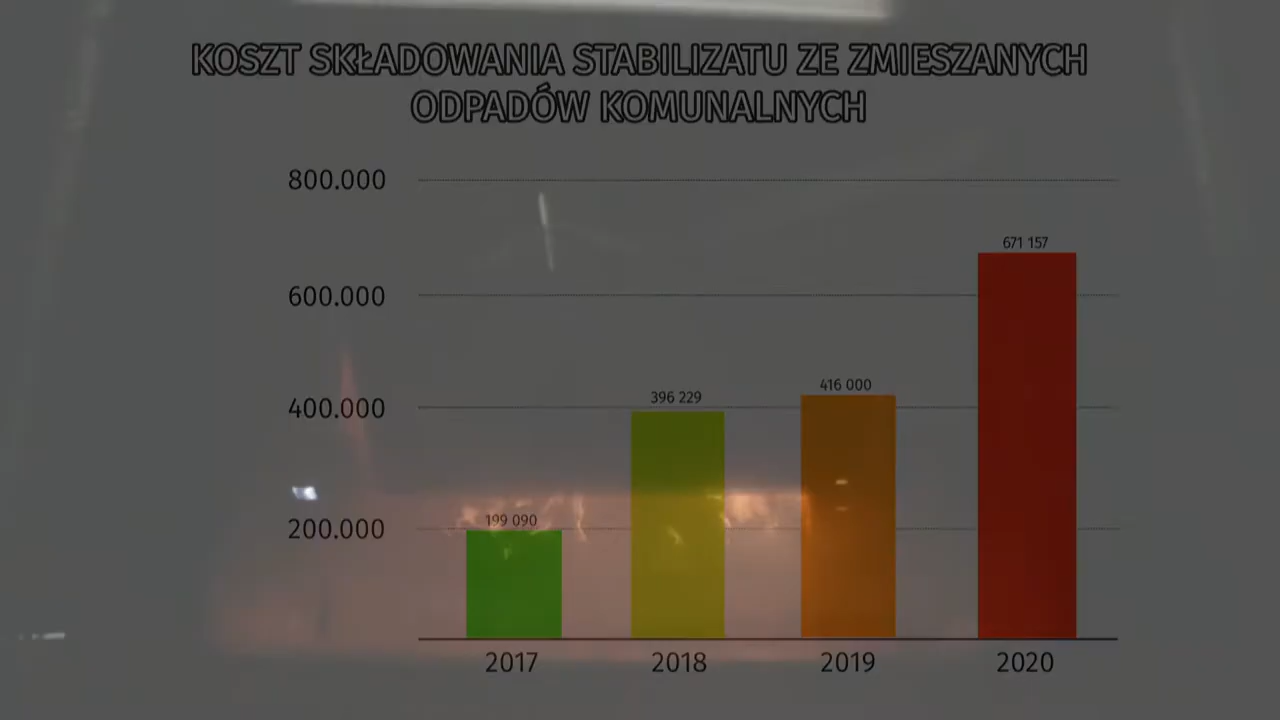 KOSZT SKŁADOWANIA STABILIZATU ZE ZMIESZANYCH
ODPADÓW KOMUNALNYCH
800.000
671 157
600.000
416 000
396 229
400.000
199 090
200.000
2017 2018 2019 2020